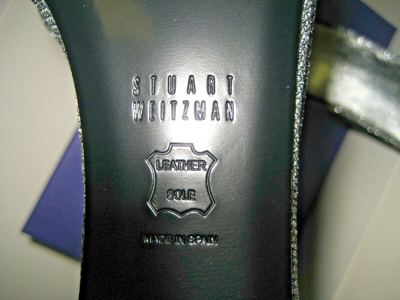 STUART
WEITZMAN
LEATHER
SOLE
MADE IN SPAIN